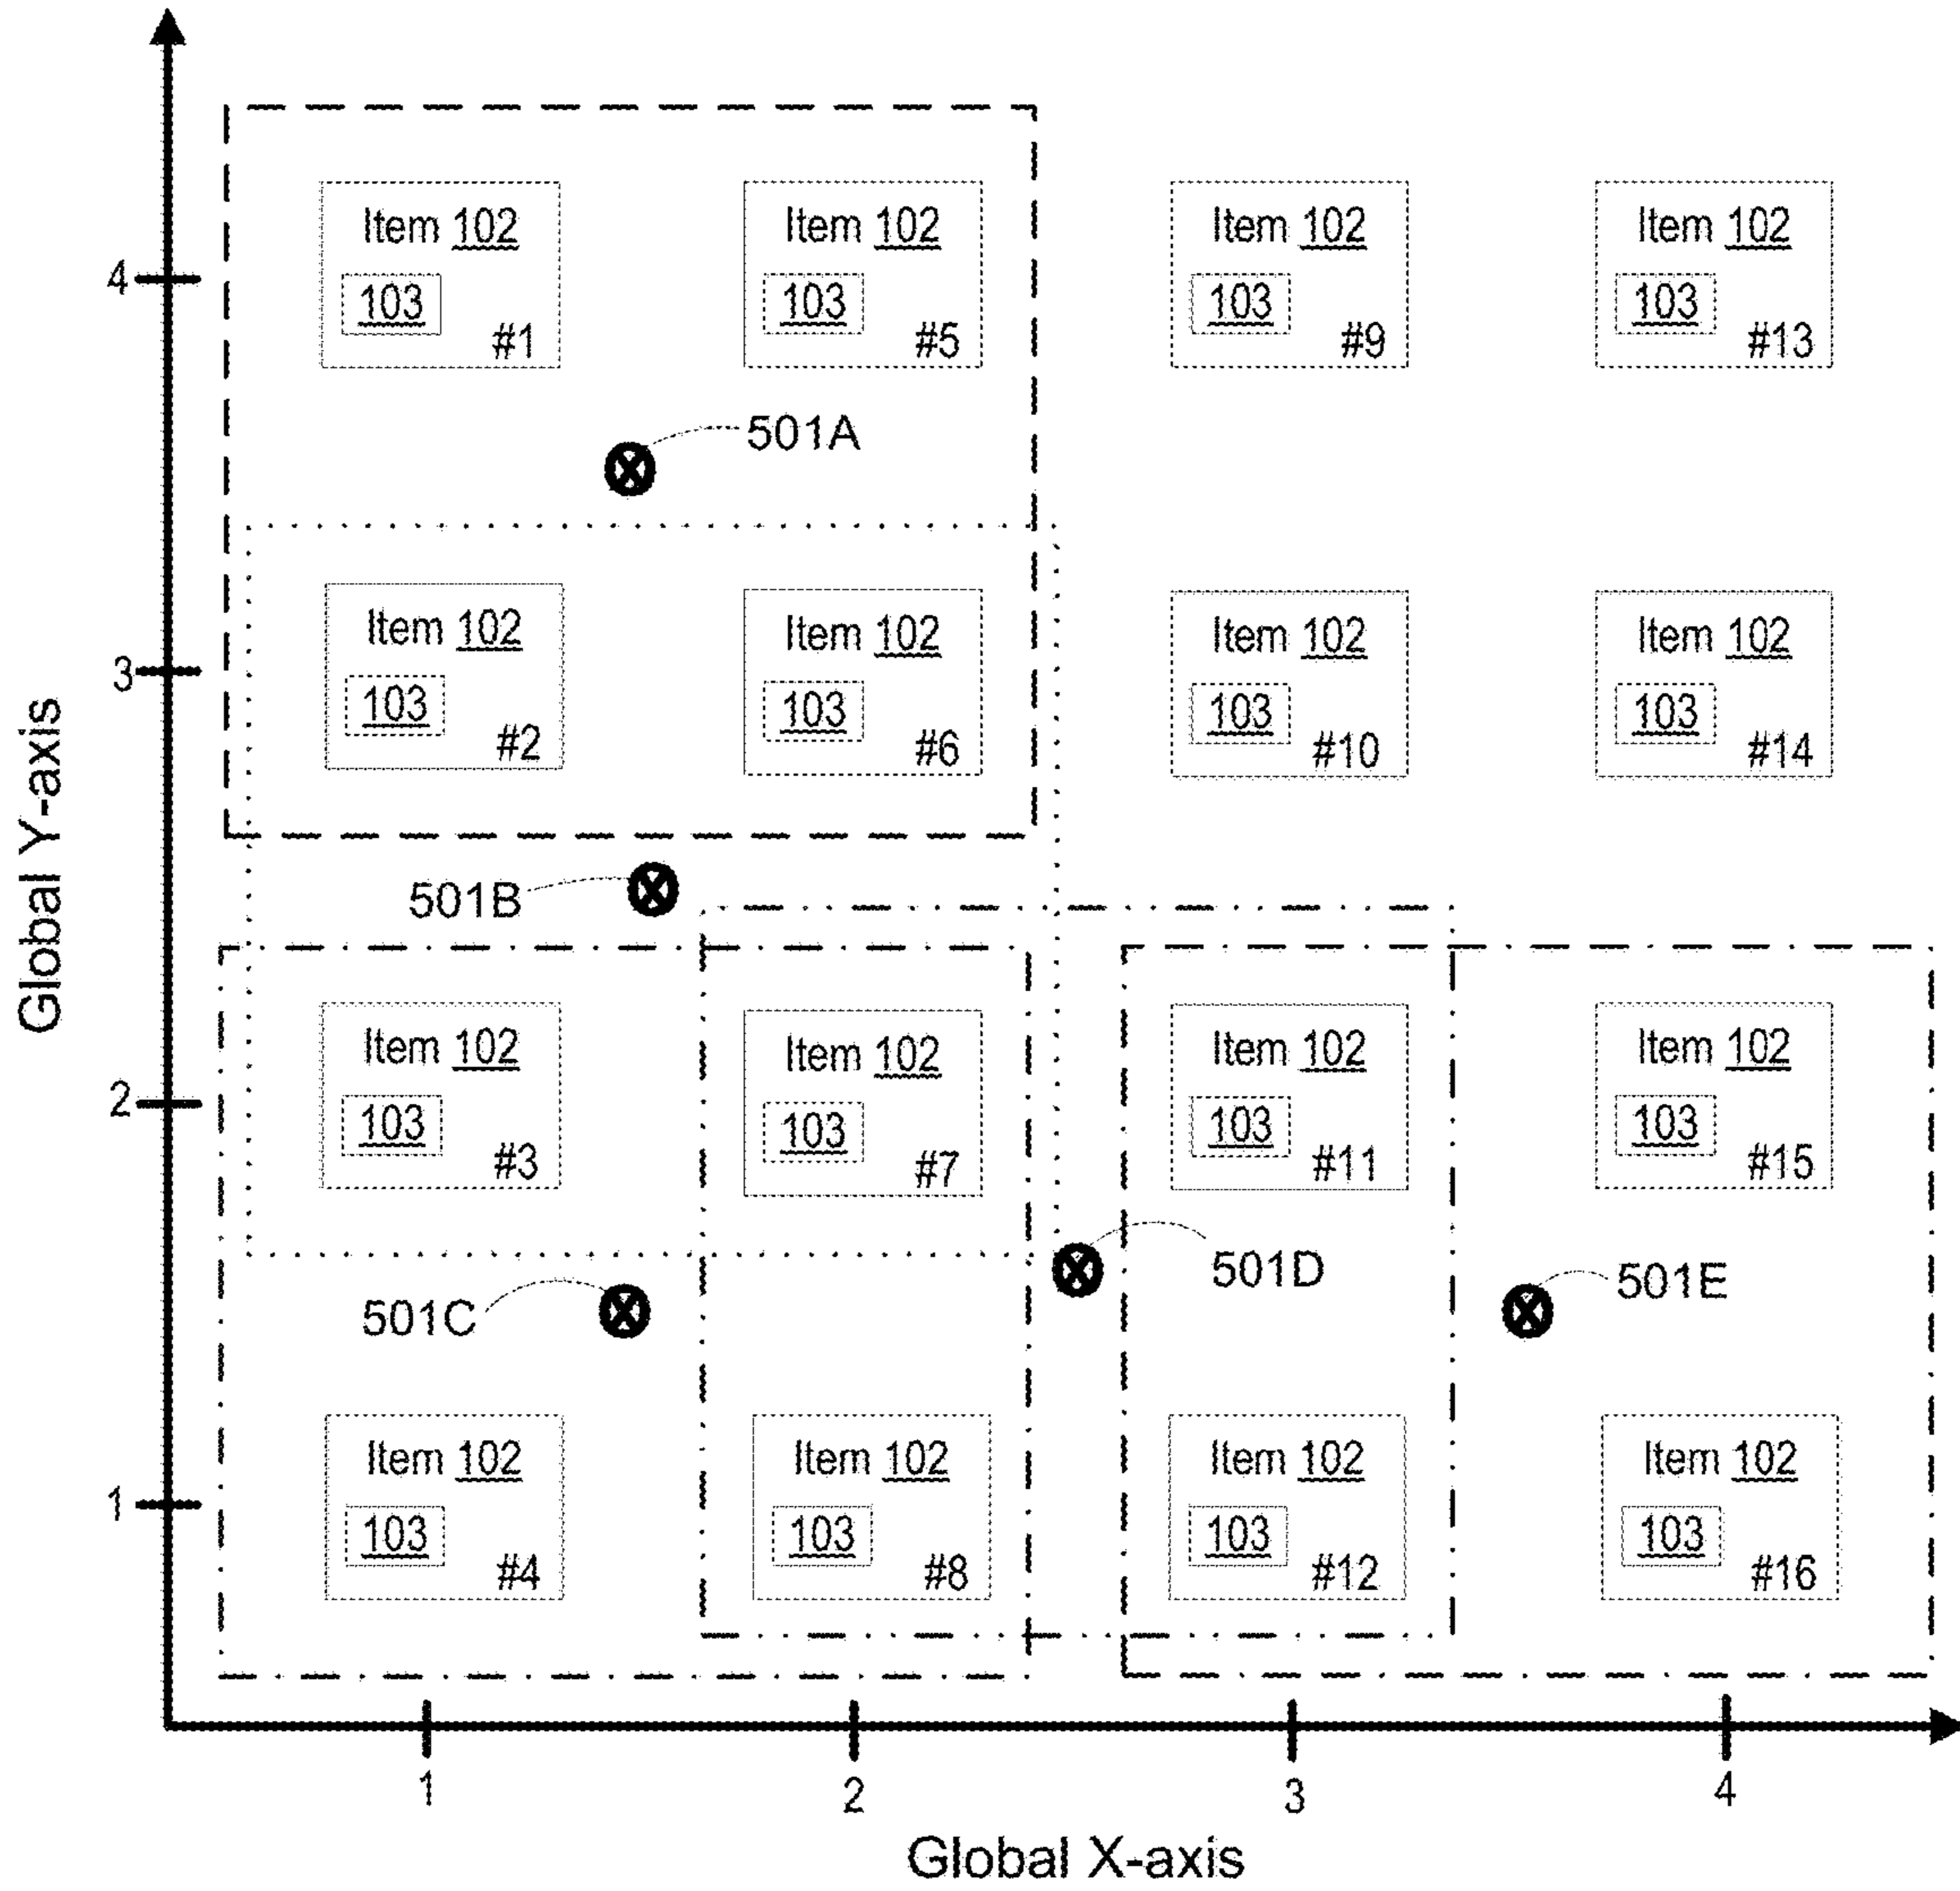 Item 102
103
#1
Item 102
103
#5
Item 102
103
#9
Item 102
103
#13
4
501A
Item 102
103
#2
Item 102
103
#6
Item 102
103
#10
Item 102
103
#14
3
Global Y-axis
501B
Item 102
103
#3
Item 102
103
#7
Item 102
103
#11
Item 102
103
#15
2
501C
501D
501E
Item 102
103
#4
Item 102
103
#8
Item 102
103
#12
Item 102
103
#16
1
1
2
3
4
Global X-axis